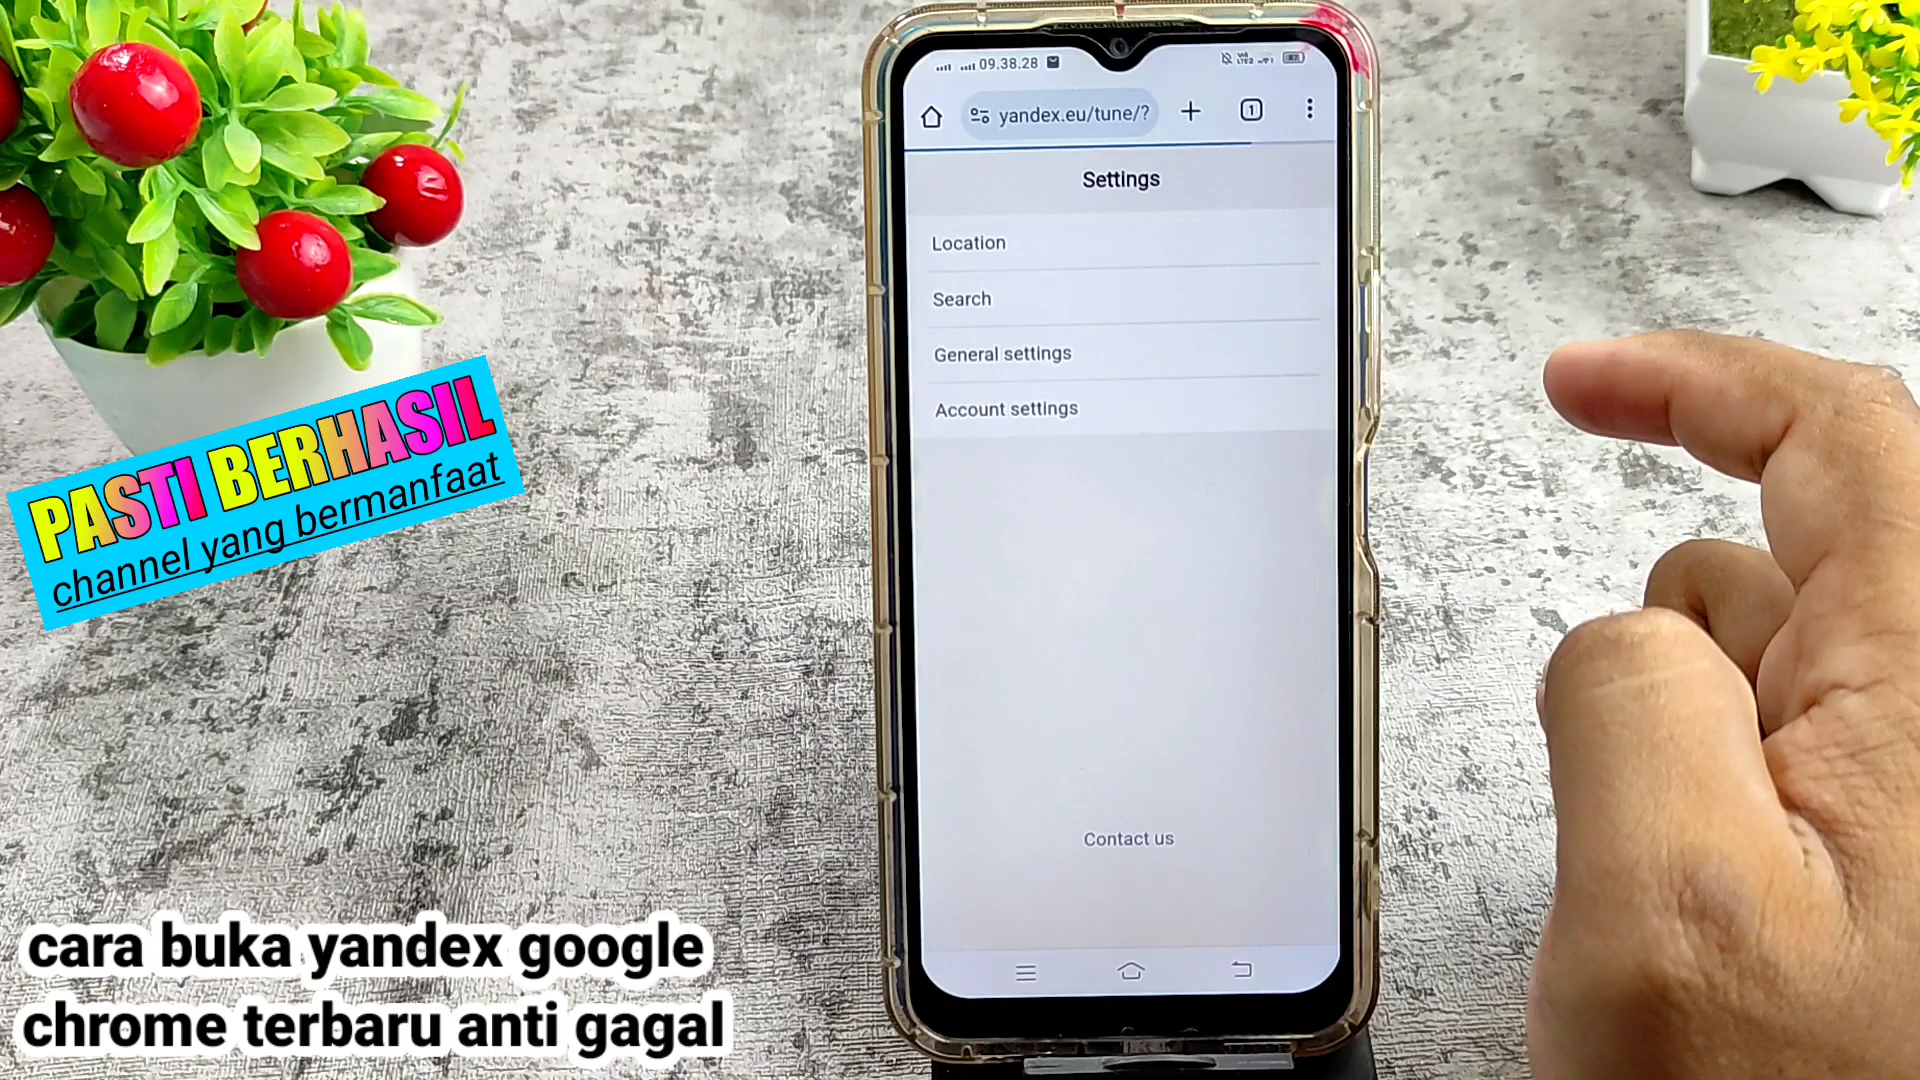 09.38.28
yandex.eu/tune/?
1
Settings
Location
Search
General settings
Account settings
Contact us
PASTI BERHASIL
channel yang bermanfaat
cara buka yandex google
chrome terbaru anti gagal